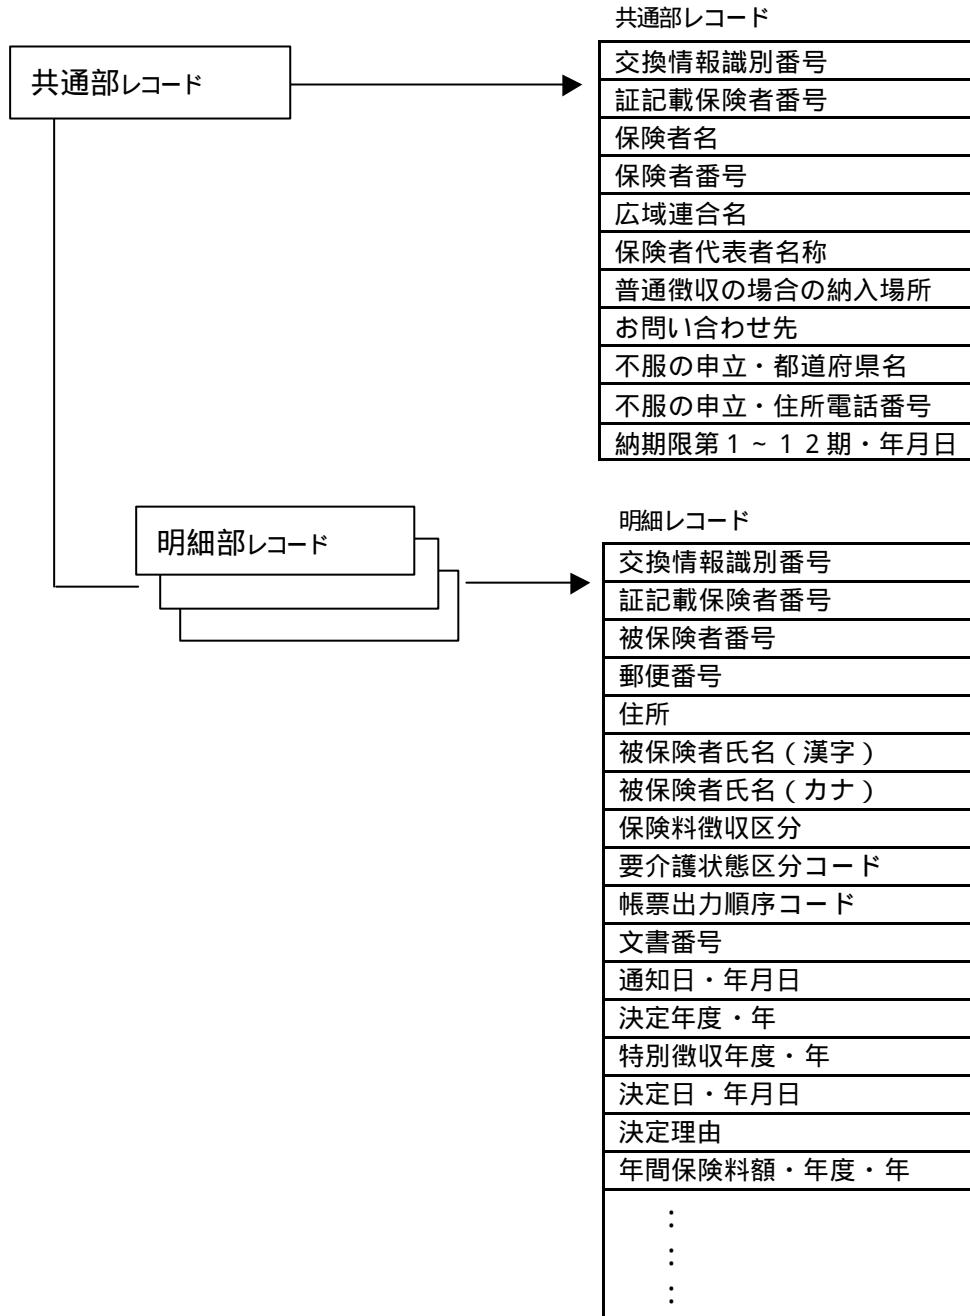 共通部レコード
共通部レコード
交換情報識別番号
証記載保険者番号
保険者名
保険者番号
広域連合名
保険者代表者名称
普通徴収の場合の納入場所
お問い合わせ先
不服の申立・都道府県名
不服の申立・住所電話番号
納期限第1~12期・年月日
明細部レコード
明細レコード
交換情報識別番号
証記載保険者番号
被保険者番号
郵便番号
住所
被保険者氏名(漢字)
被保険者氏名(カナ)
保険料徴収区分
要介護状態区分コード
帳票出力順序コード
文書番号
通知日・年月日
決定年度・年
特別徴収年度・年
決定日・年月日
決定理由
年間保険料額・年度・年
:
:
: